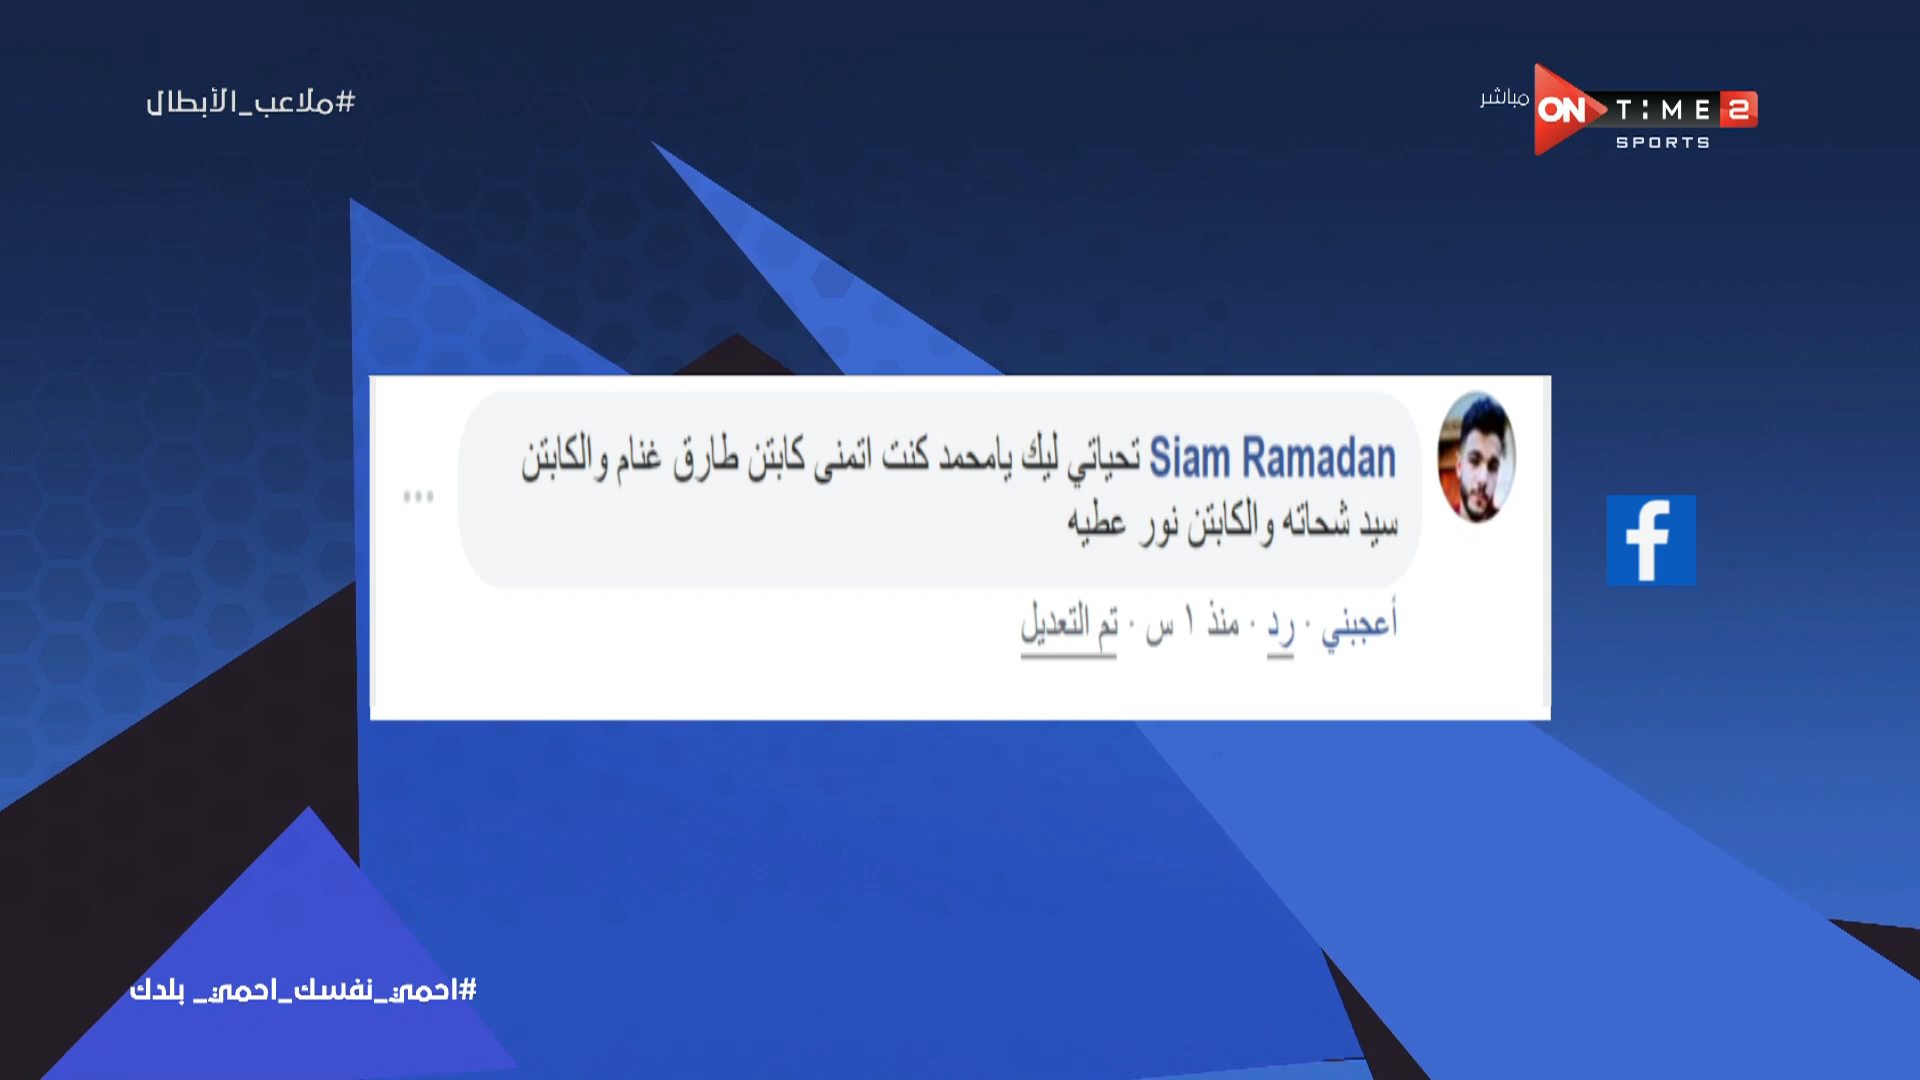 #ملاعب_الأبطال
مباشر
ON TIME 2
SPORTS
Siam Ramadan تحياتي ليك يامحمد كنت اتمنى كابتن طارق غنام والكابتن
سيد شحاته والكابتن نور عطيه
أعجبني · رد · منذ ١ س · تم التعديل
#احمي_نفسك_احمي_ بلدك